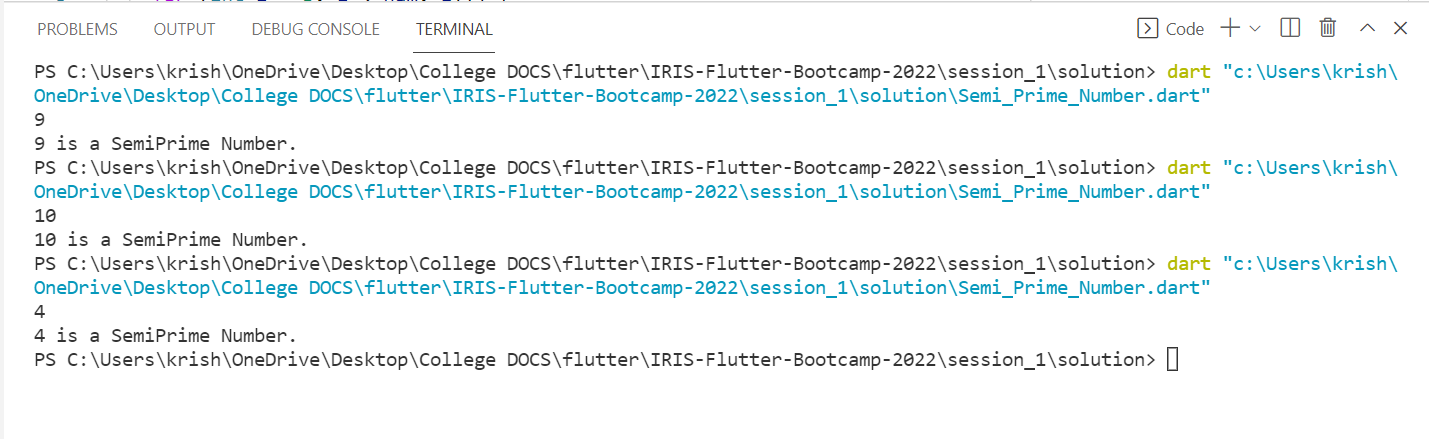 PROBLEMS OUTPUT DEBUG CONSOLE TERMINAL Code
PS C:\Users\krish\OneDrive\Desktop\College DOCS\flutter\IRIS-Flutter-Bootcamp-2022\session_1\solution> dart "c:\Users\krish\
OneDrive\Desktop\College DOCS\flutter\IRIS-Flutter-Bootcamp-2022\session_1\solution\Semi_Prime_Number.dart"
9
9 is a SemiPrime Number.
PS C:\Users\krish\OneDrive\Desktop\College DOCS\flutter\IRIS-Flutter-Bootcamp-2022\session_1\solution> dart "c:\Users\krish\
OneDrive\Desktop\College DOCS\flutter\IRIS-Flutter-Bootcamp-2022\session_1\solution\Semi_Prime_Number.dart"
10
10 is a SemiPrime Number.
PS C:\Users\krish\OneDrive\Desktop\College DOCS\flutter\IRIS-Flutter-Bootcamp-2022\session_1\solution> dart "c:\Users\krish\
OneDrive\Desktop\College DOCS\flutter\IRIS-Flutter-Bootcamp-2022\session_1\solution\Semi_Prime_Number.dart"
4
4 is a SemiPrime Number.
PS C:\Users\krish\OneDrive\Desktop\College DOCS\flutter\IRIS-Flutter-Bootcamp-2022\session_1\solution>